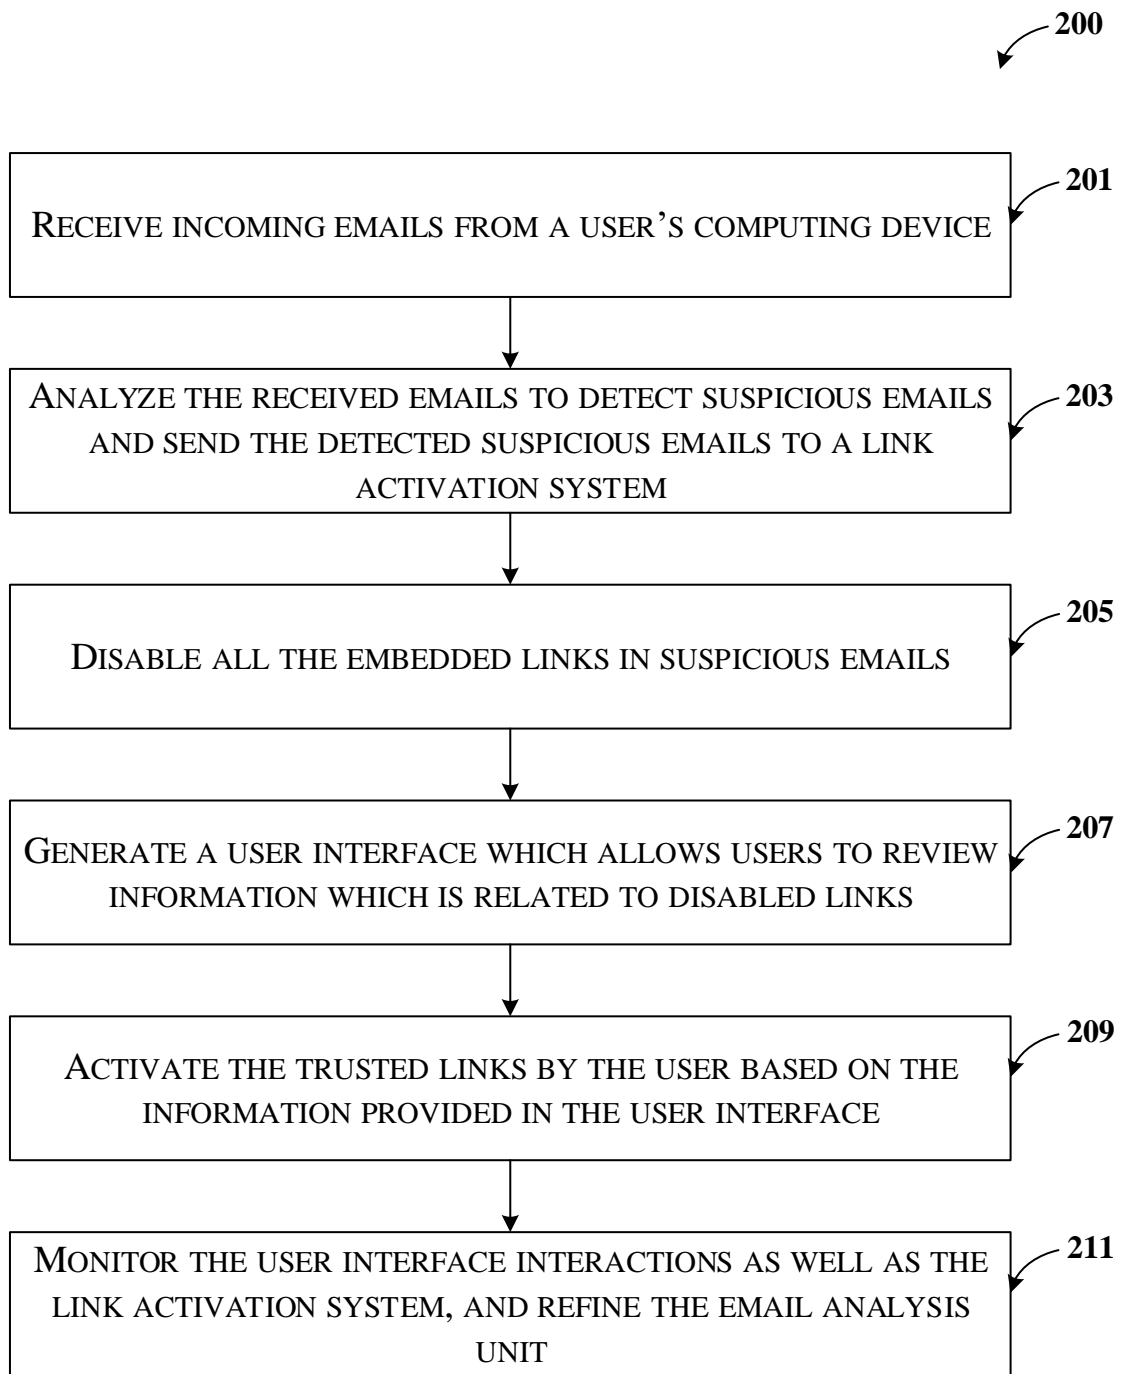 200
201
RECEIVE INCOMING EMAILS FROM A USER’S COMPUTING DEVICE
ANALYZE THE RECEIVED EMAILS TO DETECT SUSPICIOUS EMAILS
203
AND SEND THE DETECTED SUSPICIOUS EMAILS TO A LINK
ACTIVATION SYSTEM
205
DISABLE ALL THE EMBEDDED LINKS IN SUSPICIOUS EMAILS
207
GENERATE A USER INTERFACE WHICH ALLOWS USERS TO REVIEW
INFORMATION WHICH IS RELATED TO DISABLED LINKS
209
ACTIVATE THE TRUSTED LINKS BY THE USER BASED ON THE
INFORMATION PROVIDED IN THE USER INTERFACE
211
MONITOR THE USER INTERFACE INTERACTIONS AS WELL AS THE
LINK ACTIVATION SYSTEM, AND REFINE THE EMAIL ANALYSIS
UNIT